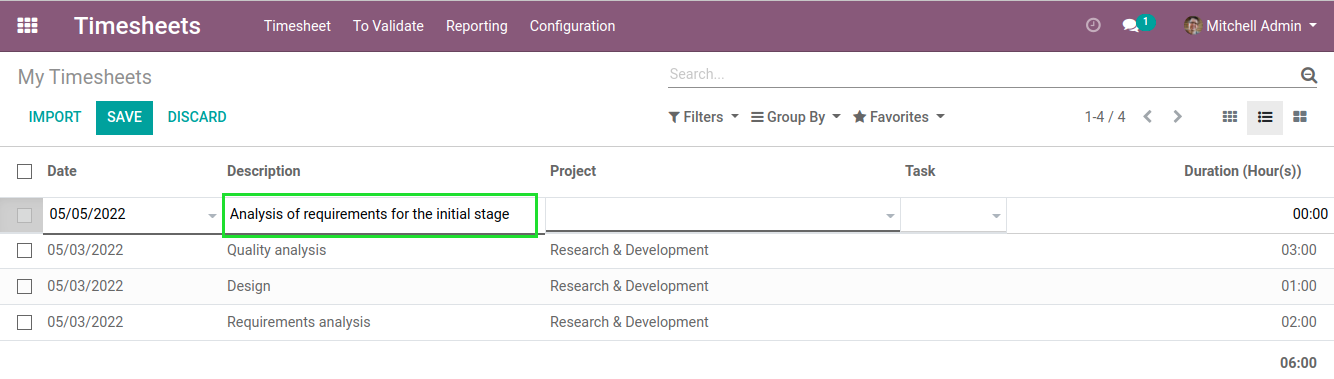 Timesheets Timesheet To Validate Reporting Configuration 1 Mitchell Admin
My Timesheets Search...
IMPORT SAVE DISCARD Filters Group By Favorites 1-4 / 4
Date Description Project Task Duration (Hour(s))
05/05/2022 Analysis of requirements for the initial stage 00:00
05/03/2022 Quality analysis Research & Development 03:00
05/03/2022 Design Research & Development 01:00
05/03/2022 Requirements analysis Research & Development 02:00
06:00